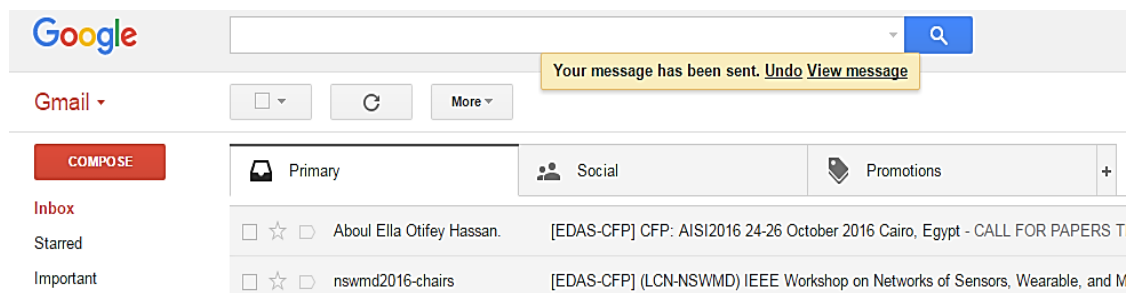 Google
Your message has been sent. Undo View message
Gmail
More
COMPOSE
Primary
Social
Promotions
+
Inbox
Starred
Important
Aboul Ella Otifey Hassan. [EDAS-CFP] CFP: AISI2016 24-26 October 2016 Cairo, Egypt - CALL FOR PAPERS T
nswmd2016-chairs [EDAS-CFP] (LCN-NSWMD) IEEE Workshop on Networks of Sensors, Wearable, and M